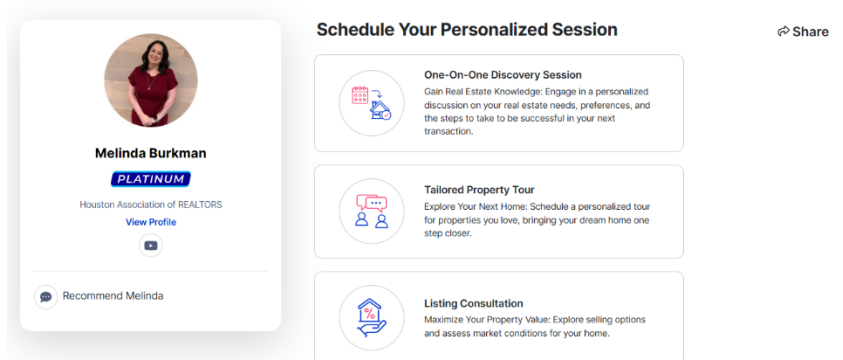 Melinda Burkman
PLATINUM
Houston Association of REALTORS
View Profile
Recommend Melinda
Schedule Your Personalized Session
Share
One-On-One Discovery Session
Gain Real Estate Knowledge: Engage in a personalized
discussion on your real estate needs, preferences, and
the steps to take to be successful in your next
transaction.
Tailored Property Tour
Explore Your Next Home: Schedule a personalized tour
for properties you love, bringing your dream home one
step closer.
%
Listing Consultation
Maximize Your Property Value: Explore selling options
and assess market conditions for your home.